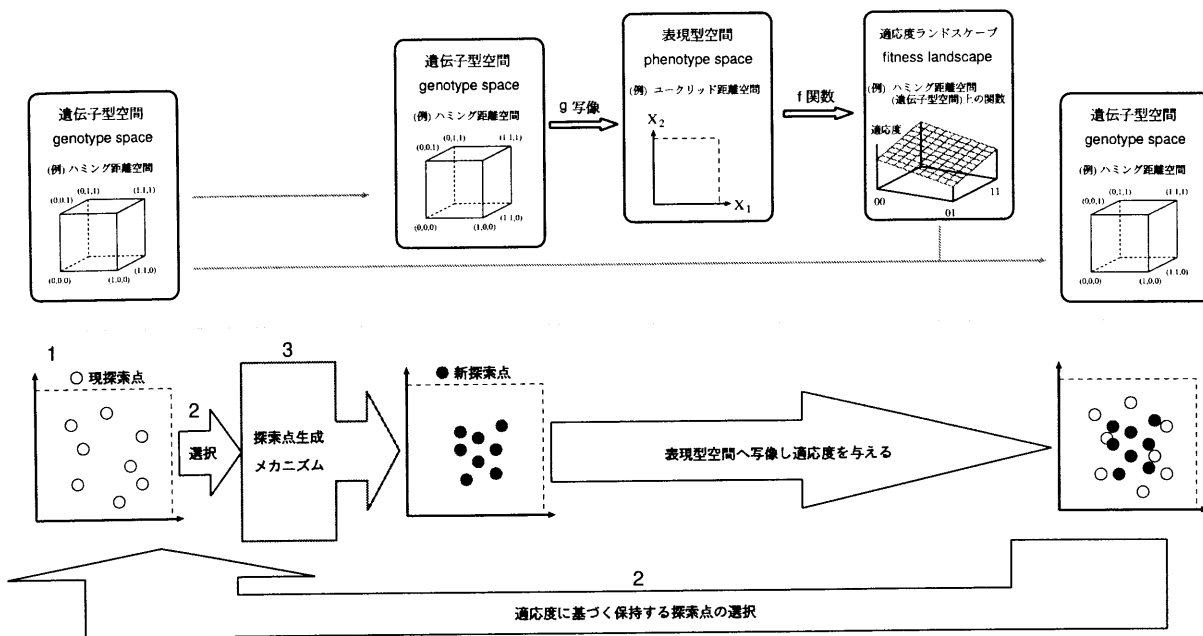 遺伝子型空間
genotype space
(例) ハミング距離空間
(0,1,1)
(1,1,1)
(0,0,1)
(1,1,0)
(0,0,0)
(1,0,0)
遺伝子型空間
genotype space
(例) ハミング距離空間
(0,1,1)
(1,1,1)
(0,0,1)
(1,1,0)
(0,0,0)
(1,0,0)
g 写像
表現型空間
phenotype space
(例) ユークリッド距離空間
X2
X1
f 関数
適応度ランドスケープ
fitness landscape
(例) ハミング距離空間
(遺伝子型空間)上の関数
適応度
00
01
11
遺伝子型空間
genotype space
(例) ハミング距離空間
(0,1,1)
(1,1,1)
(0,0,1)
(1,1,0)
(0,0,0)
(1,0,0)
1
現探索点
2
選択
3
探索点生成
メカニズム
新探索点
表現型空間へ写像し適応度を与える
2
適応度に基づく保持する探索点の選択